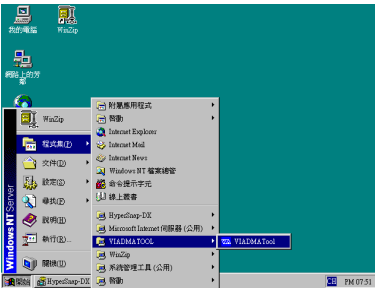 我的電腦
WinZip
網路上的芳
鄰
WinZip
程式集(P)
文件(D)
設定(S)
尋找(F)
說明(H)
執行(R)...
關機(U)
Windows NT Server
附屬應用程式
啟動
Internet Explorer
Internet Mail
Internet News
Windows NT 檔案總管
命令提示字元
線上叢書
HyperSnap-DX
Microsoft Internet 伺服器 (公用)
VIADMATOOL
WinZip
系統管理工具 (公用)
啟動
VIADMATool
開始
HyperSnap-DX
PM 07:51